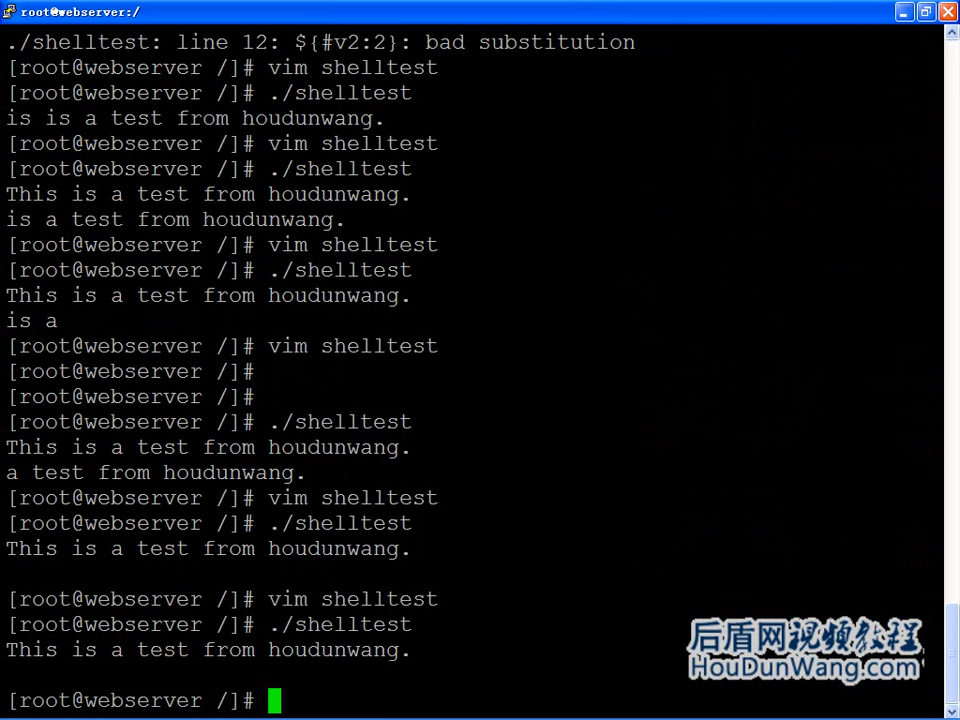 root@webserver:/
./shelltest: line 12: ${#v2:2}: bad substitution
[root@webserver /]# vim shelltest
[root@webserver /]# ./shelltest
is is a test from houdunwang.
[root@webserver /]# vim shelltest
[root@webserver /]# ./shelltest
This is a test from houdunwang.
is a test from houdunwang.
[root@webserver /]# vim shelltest
[root@webserver /]# ./shelltest
This is a test from houdunwang.
is a
[root@webserver /]# vim shelltest
[root@webserver /]#
[root@webserver /]#
[root@webserver /]# ./shelltest
This is a test from houdunwang.
a test from houdunwang.
[root@webserver /]# vim shelltest
[root@webserver /]# ./shelltest
This is a test from houdunwang.
[root@webserver /]# vim shelltest
[root@webserver /]# ./shelltest
This is a test from houdunwang.
[root@webserver /]#
后盾网视频教程
HouDunWang.com